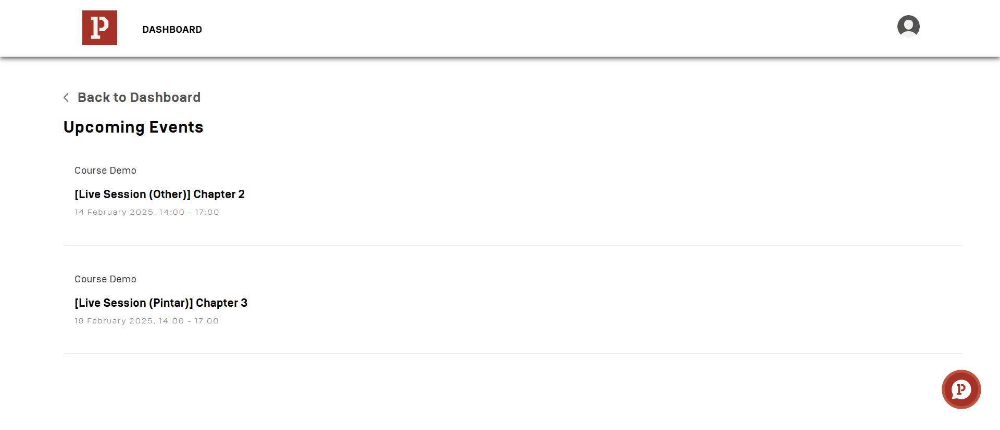 P
DASHBOARD
Back to Dashboard
Upcoming Events
Course Demo
[Live Session (Other)] Chapter 2
14 February 2025, 14:00 - 17:00
Course Demo
[Live Session (Pintar)] Chapter 3
19 February 2025, 14:00 - 17:00
P